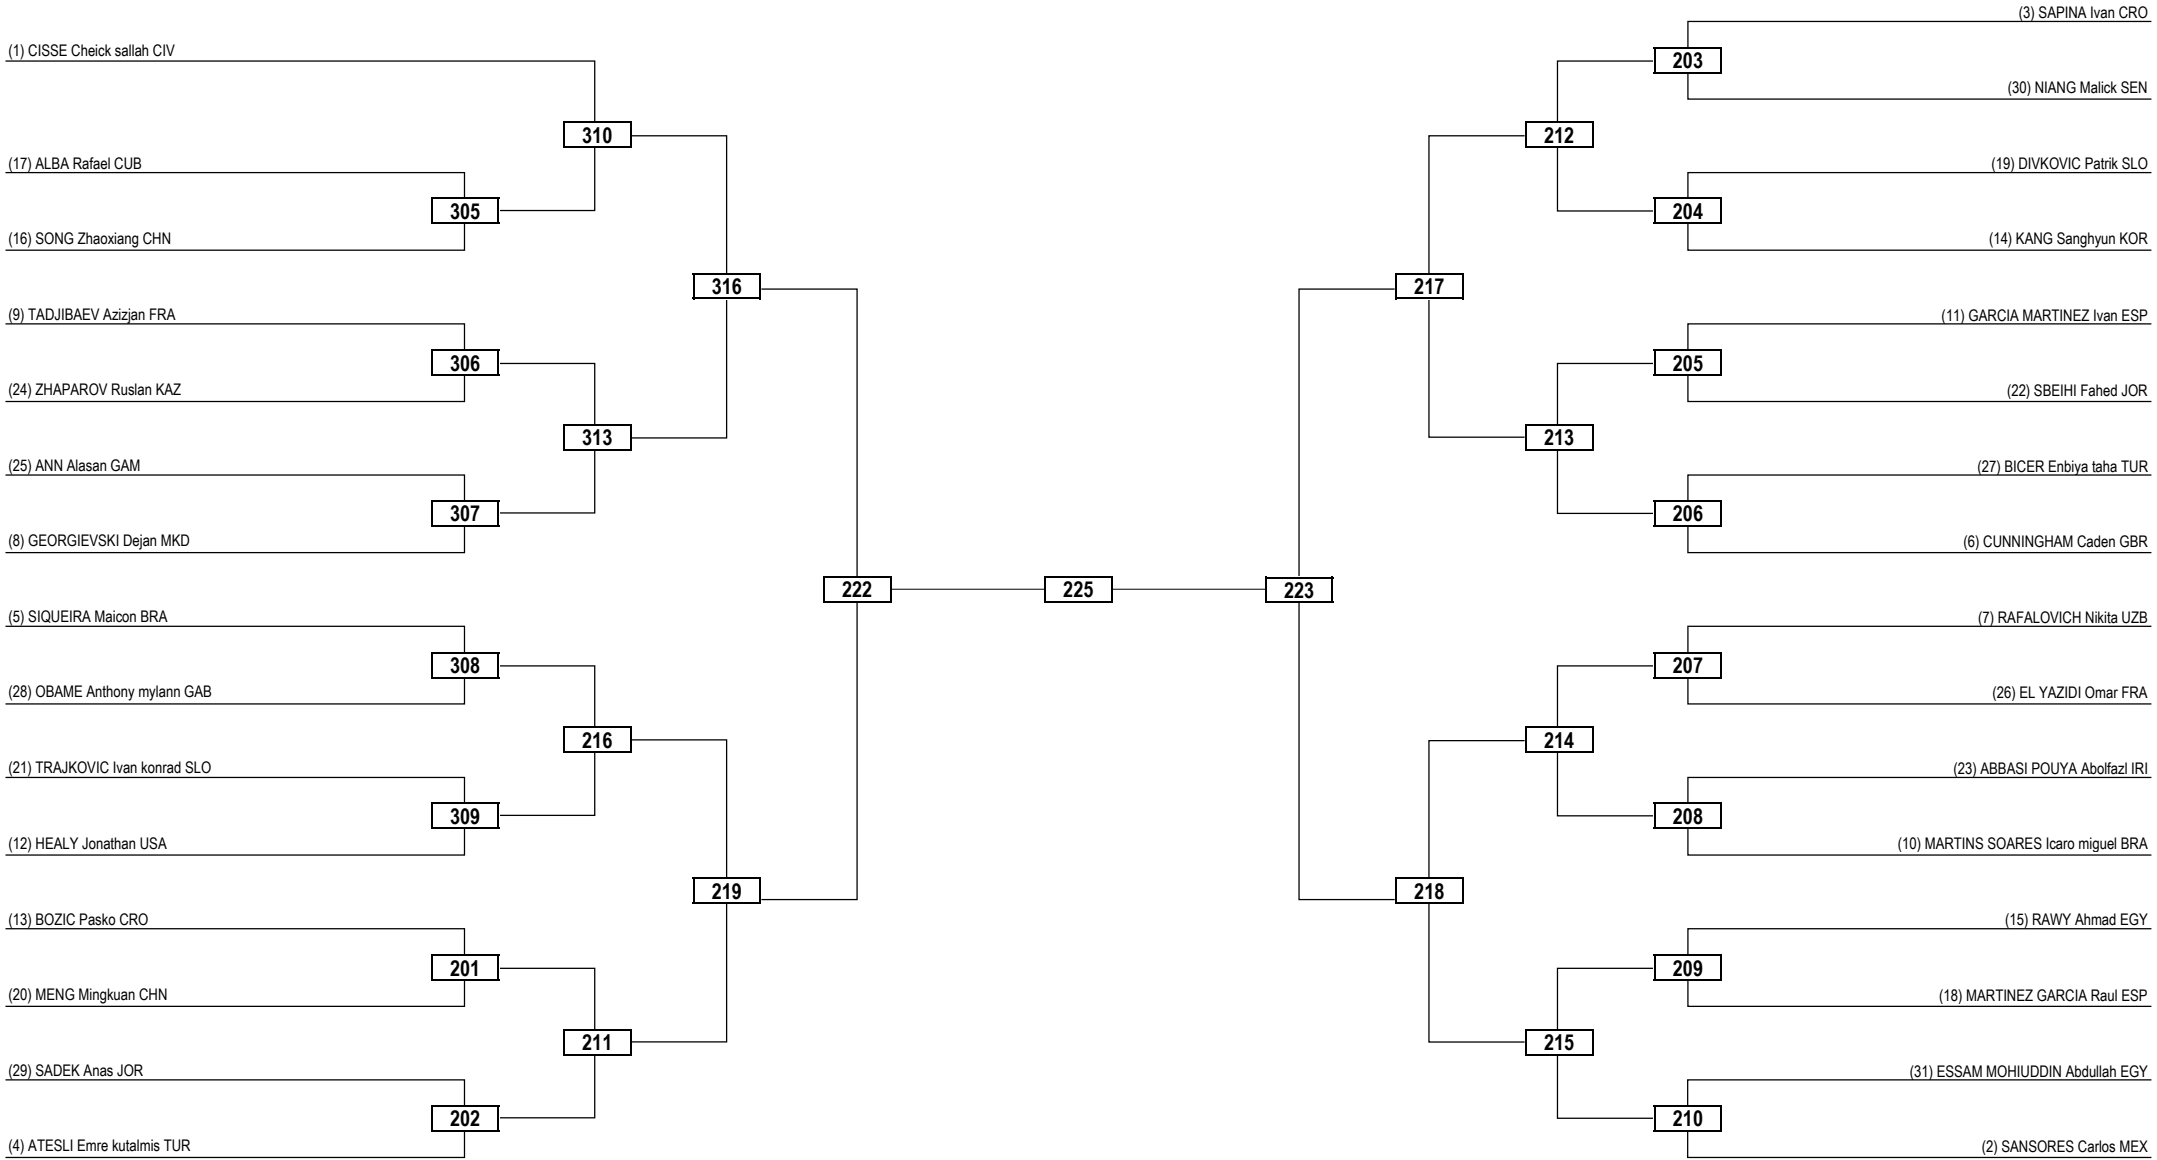 (1) CISSE Cheick sallah CIV
310
(17) ALBA Rafael CUB
305
(16) SONG Zhaoxiang CHN
316
(9) TADJIBAEV Azizjan FRA
306
(24) ZHAPAROV Ruslan KAZ
313
(25) ANN Alasan GAM
307
(8) GEORGIEVSKI Dejan MKD
222
(5) SIQUEIRA Maicon BRA
308
(28) OBAME Anthony mylann GAB
216
(21) TRAJKOVIC Ivan konrad SLO
309
(12) HEALY Jonathan USA
219
(13) BOZIC Pasko CRO
201
(20) MENG Mingkuan CHN
211
(29) SADEK Anas JOR
202
(4) ATESLI Emre kutalmis TUR
225
(3) SAPINA Ivan CRO
203
(30) NIANG Malick SEN
212
(19) DIVKOVIC Patrik SLO
204
(14) KANG Sanghyun KOR
217
(11) GARCIA MARTINEZ Ivan ESP
205
(22) SBEIHI Fahed JOR
213
(27) BICER Enbiya taha TUR
206
(6) CUNNINGHAM Caden GBR
223
(7) RAFALOVICH Nikita UZB
207
(26) EL YAZIDI Omar FRA
214
(23) ABBASI POUYA Abolfazl IRI
208
(10) MARTINS SOARES Icaro miguel BRA
218
(15) RAWY Ahmad EGY
209
(18) MARTINEZ GARCIA Raul ESP
215
(31) ESSAM MOHIUDDIN Abdullah EGY
210
(2) SANSORES Carlos MEX